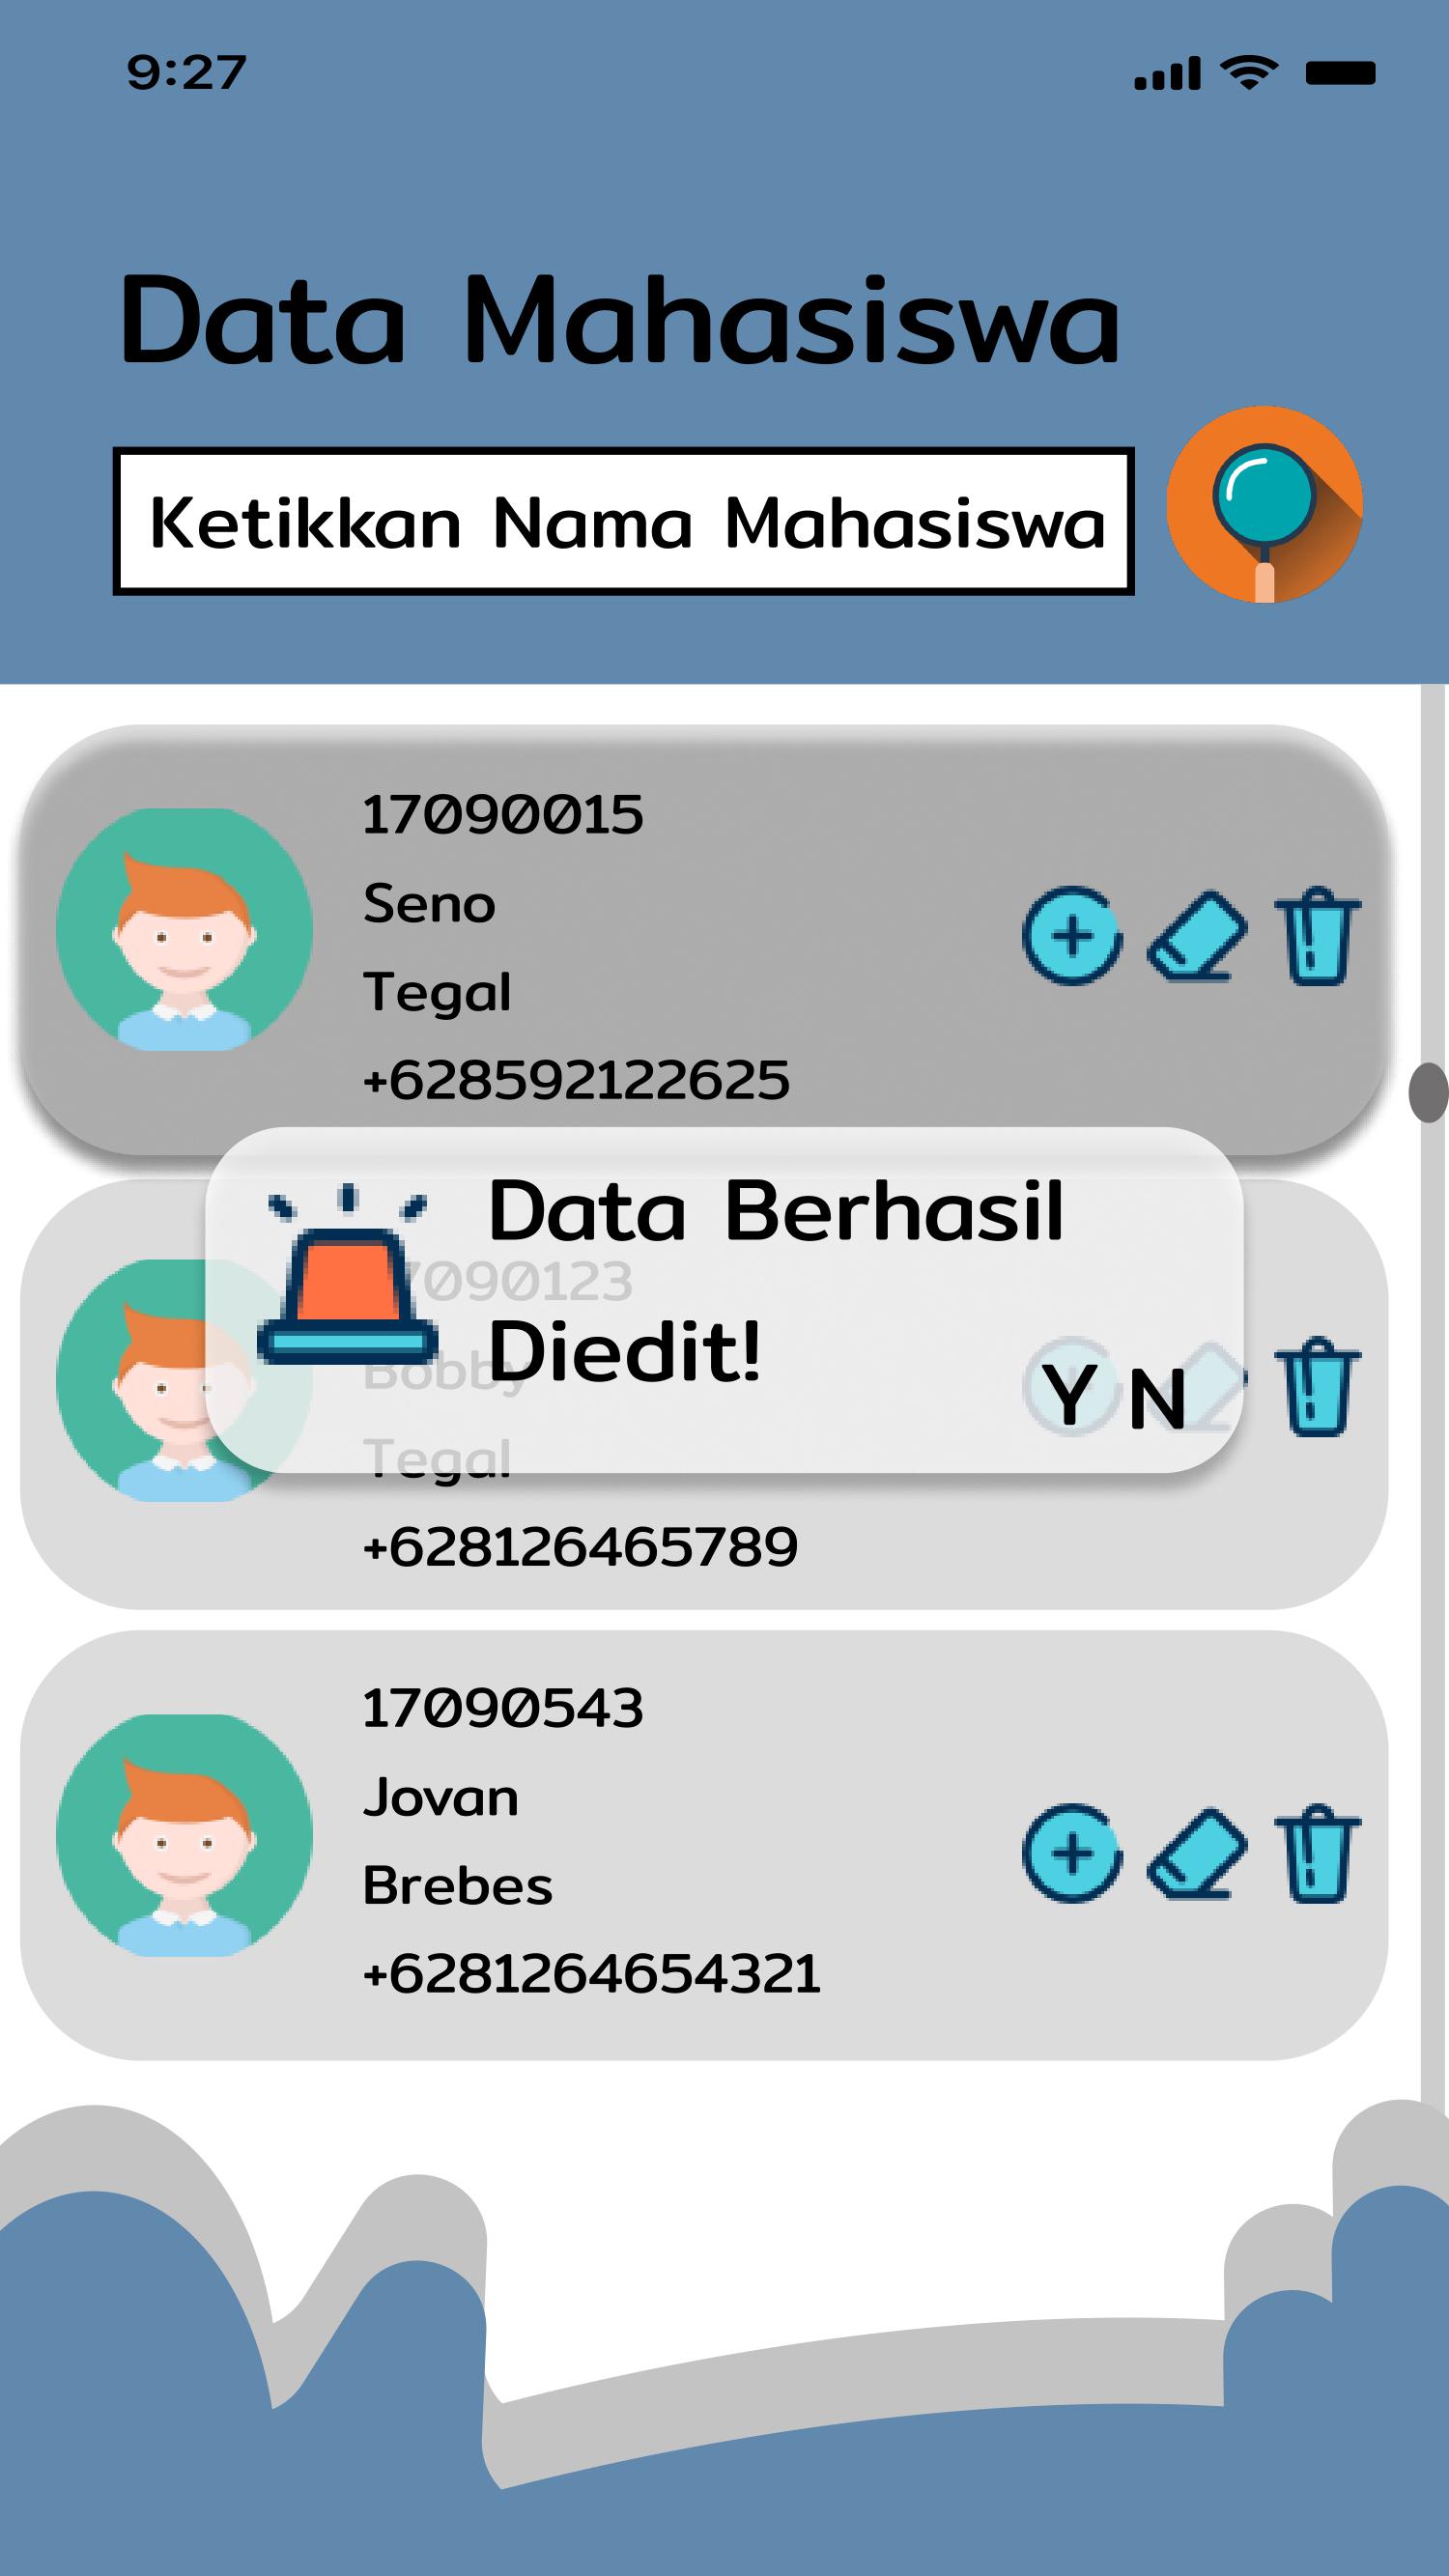 9:27
Data Mahasiswa
Ketikkan Nama Mahasiswa
17090015
Seno
Tegal
+628592122625
Data Berhasil
Diedit!
Y N
7090123
Bobby
Tegal
+628126465789
17090543
Jovan
Brebes
+6281264654321